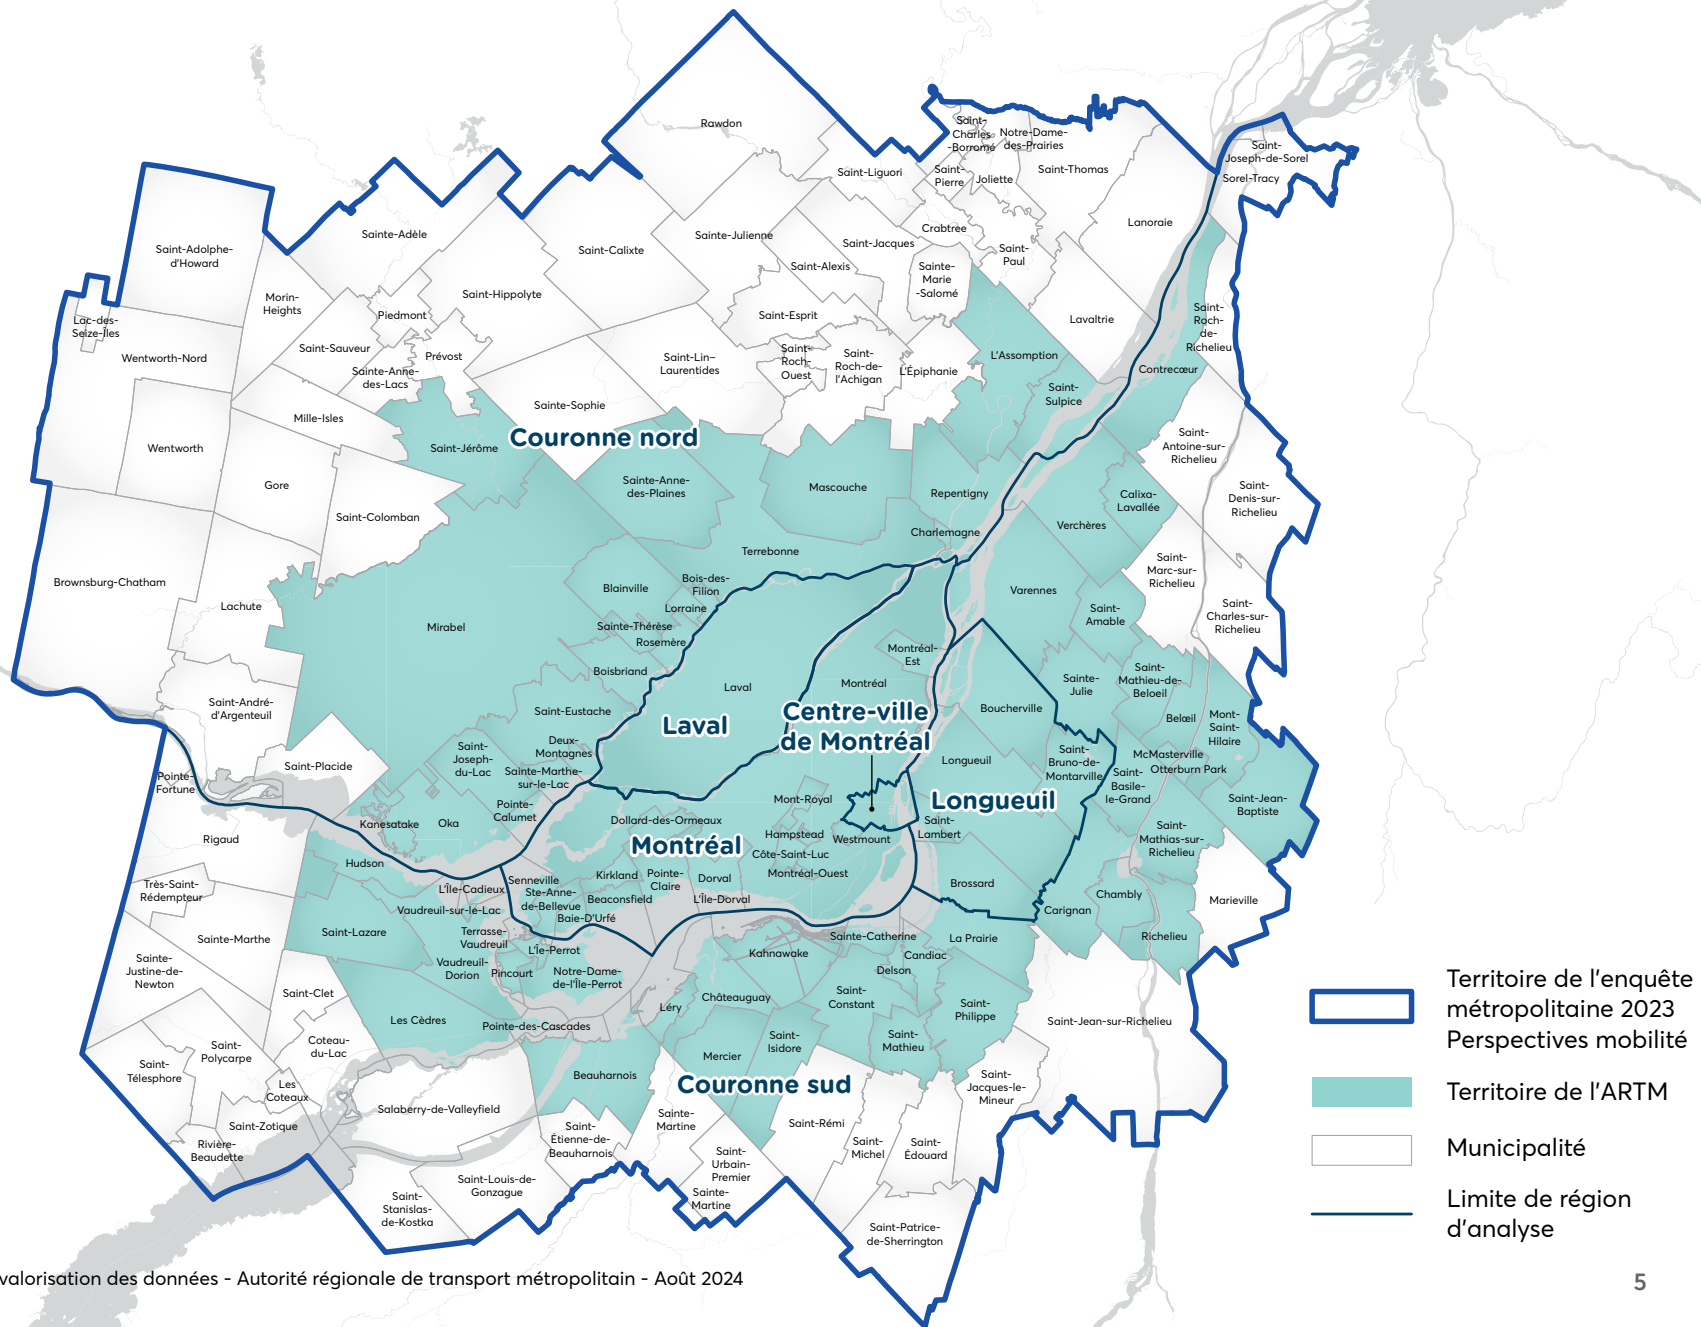 Rawdon
Saint-
Charles
-Borromé
Notre-Dame-
des-Prairies
Saint-
Joseph-de-Sorel
Sorel-Tracy
Saint-Liguori
Saint-
Pierre
Joliette
Saint-Thomas
Saint-Adolphe-
d'Howard
Sainte-Adèle
Saint-Calixte
Sainte-Julienne
Saint-Jacques
Crabtree
Saint-
Paul
Lanoraie
Saint-Alexis
Sainte-
Marie
-Salomé
Morin-
Heights
Saint-Hippolyte
Lac-des-
Seize-Îles
Piedmont
Saint-Esprit
Lavaltrie
Saint-
Roch-
de-
Richelieu
Wentworth-Nord
Saint-Sauveur
Prévost
Sainte-Anne-
des-Lacs
Saint-Lin–
Laurentides
Saint-
Roch-
Ouest
Saint-
Roch-de-
l'Achigan
L'Épiphanie
L'Assomption
Contrecœur
Saint-
Sulpice
Mille-Isles
Sainte-Sophie
Wentworth
Saint-Jérôme
Couronne nord
Saint-
Antoine-sur-
Richelieu
Gore
Sainte-Anne-
des-Plaines
Mascouche
Repentigny
Calixa-
Lavallée
Saint-
Denis-sur-
Richelieu
Saint-Colomban
Verchères
Charlemagne
Terrebonne
Brownsburg-Chatham
Blainville
Bois-des-
Filion
Varennes
Saint-
Marc-sur-
Richelieu
Lachute
Lorraine
Saint-
Amable
Saint-
Charles-sur-
Richelieu
Mirabel
Sainte-Thérèse
Rosemère
Montréal-
Est
Boisbriand
Laval
Montréal
Sainte-
Julie
Saint-
Mathieu-de-
Beloeil
Saint-André-
d'Argenteuil
Saint-Eustache
Laval
Centre-ville
de Montréal
Boucherville
Belœil
Mont-
Saint-
Hilaire
Deux-
Montagnes
Saint-
Joseph-
du-Lac
Saint-Placide
Sainte-Marthe-
sur-le-Lac
Longueuil
Saint-
Bruno-de-
Montarville
McMasterville
Otterburn Park
Saint-
Basile-
le-Grand
Pointe-
Fortune
Pointe-
Calumet
Mont-Royal
Longueuil
Saint-Jean-
Baptiste
Kanesatake
Oka
Dollard-des-Ormeaux
Hampstead
Westmount
Saint-
Lambert
Rigaud
Montréal
Côte-Saint-Luc
Montréal-Ouest
Saint-
Mathias-sur-
Richelieu
Hudson
Très-Saint-
Rédempteur
L'Île-Cadieux
Senneville
Kirkland
Pointe-
Claire
Dorval
Brossard
Chambly
Marieville
Ste-Anne-
de-Bellevue
Beaconsfield
L'Île-Dorval
Vaudreuil-sur-le-Lac
Baie-D'Urfé
Carignan
Saint-Lazare
Sainte-Marthe
Terrasse-
Vaudreuil
L'Île-Perrot
Kahnawake
Sainte-Catherine
La Prairie
Richelieu
Sainte-
Justine-de-
Newton
Vaudreuil-
Dorion
Pincourt
Notre-Dame-
de-l'Île-Perrot
Candiac
Delson
Saint-Clet
Léry
Châteauguay
Saint-
Constant
Saint-
Philippe
Les Cèdres
Pointe-des-Cascades
Saint-Jean-sur-Richelieu
Coteau-
du-Lac
Saint-
Polycarpe
Saint-
Télesphore
Mercier
Saint-
Isidore
Saint-
Mathieu
Beauharnois
Couronne sud
Saint-
Jacques-le-
Mineur
Les
Coteaux
Salaberry-de-Valleyfield
Saint-Zotique
Sainte-
Martine
Saint-Rémi
Rivière-
Beaudette
Saint-
Étienne-de-
Beauharnois
Saint-
Michel
Saint-
Édouard
Saint-
Urbain-
Premier
Saint-Louis-de-
Gonzague
Sainte-
Martine
Saint-
Stanislas-
de-Kostka
Saint-Patrice-
de-Sherrington
Territoire de l'enquête
métropolitaine 2023
Perspectives mobilité
Territoire de l'ARTM
Municipalité
Limite de région
d'analyse
valorisation des données - Autorité régionale de transport métropolitain - Août 2024
5